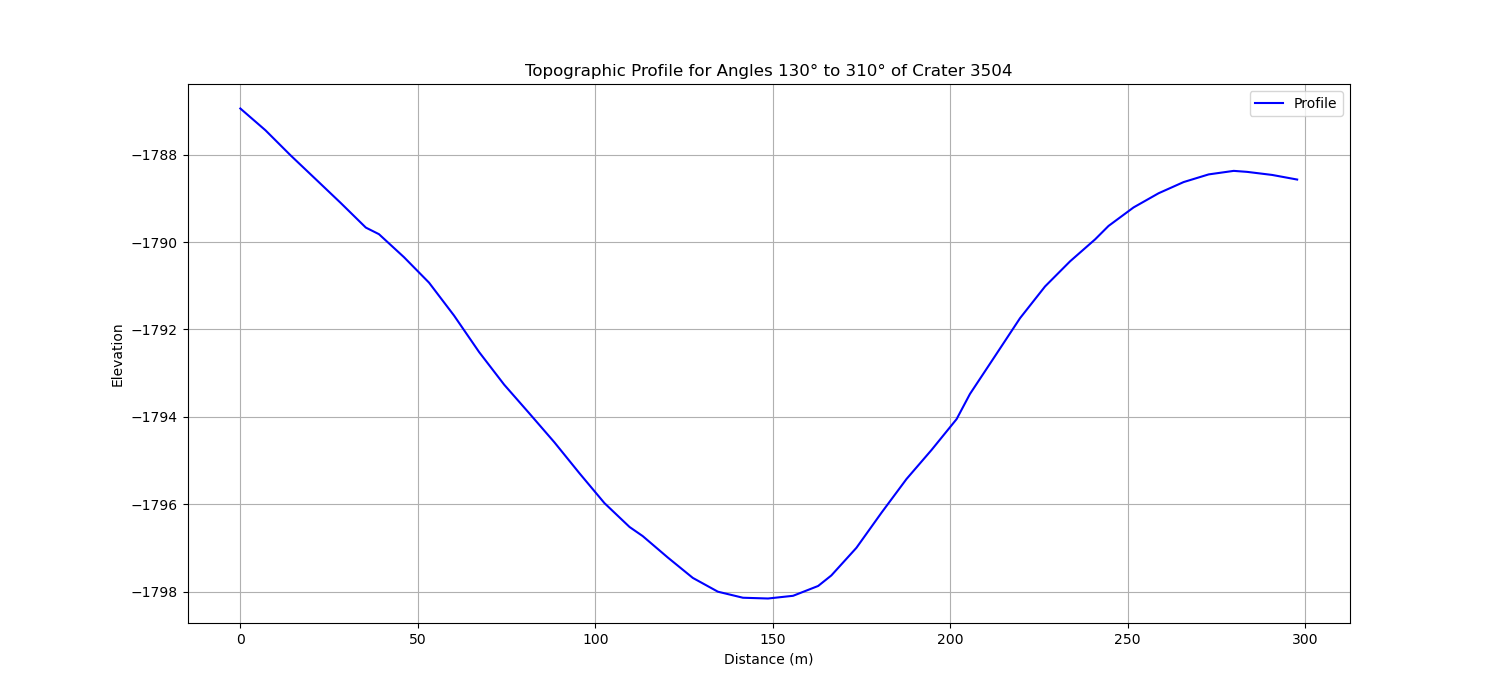 Topographic Profile for Angles 130° to 310° of Crater 3504
Profile
−1788
−1790
−1792
−1794
−1796
−1798
Elevation
0 50 100 150 200 250 300
Distance (m)